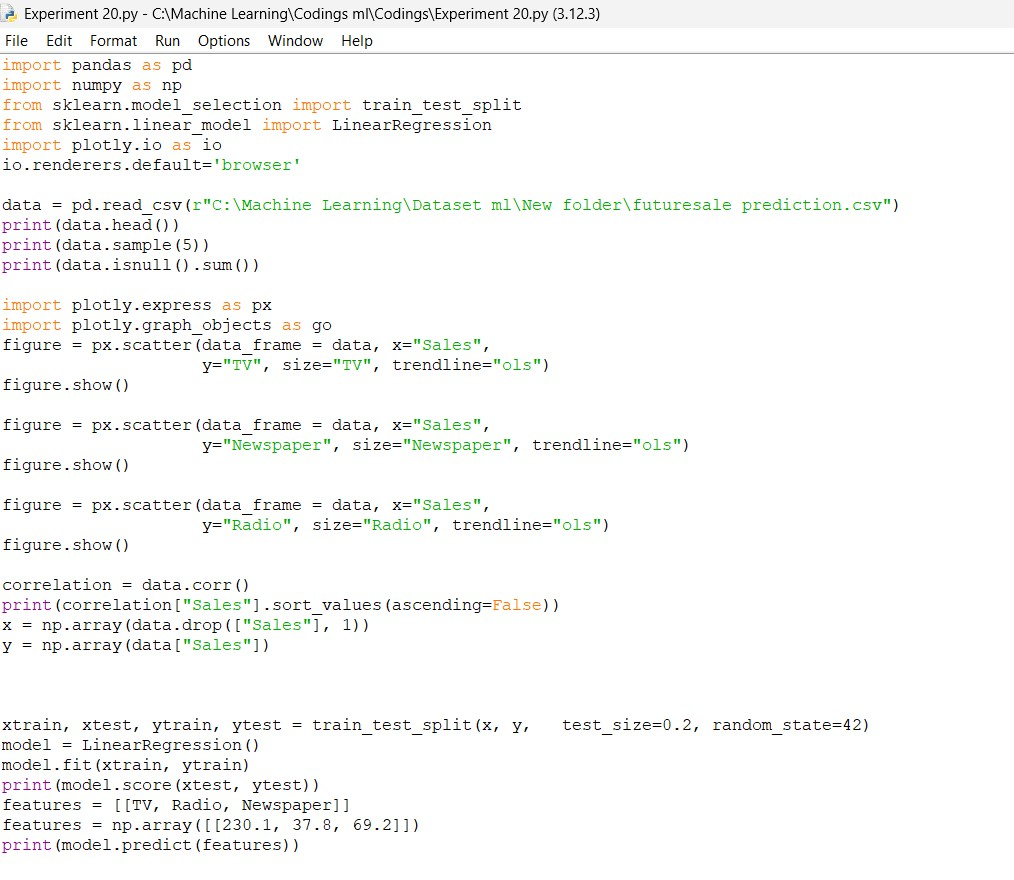 Experiment 20.py - C:\Machine Learning\Codings ml\Codings\Experiment 20.py (3.12.3)
File Edit Format Run Options Window Help
import pandas as pd
import numpy as np
from sklearn.model_selection import train_test_split
from sklearn.linear_model import LinearRegression
import plotly.io as io
io.renderers.default='browser'
data = pd.read_csv(r"C:\Machine Learning\Dataset ml\New folder\futuresale prediction.csv")
print(data.head())
print(data.sample(5))
print(data.isnull().sum())
import plotly.express as px
import plotly.graph_objects as go
figure = px.scatter(data_frame = data, x="Sales",
                    y="TV", size="TV", trendline="ols")
figure.show()
figure = px.scatter(data_frame = data, x="Sales",
                    y="Newspaper", size="Newspaper", trendline="ols")
figure.show()
figure = px.scatter(data_frame = data, x="Sales",
                    y="Radio", size="Radio", trendline="ols")
figure.show()
correlation = data.corr()
print(correlation["Sales"].sort_values(ascending=False))
x = np.array(data.drop(["Sales"], 1))
y = np.array(data["Sales"])
xtrain, xtest, ytrain, ytest = train_test_split(x, y,   test_size=0.2, random_state=42)
model = LinearRegression()
model.fit(xtrain, ytrain)
print(model.score(xtest, ytest))
features = [[TV, Radio, Newspaper]]
features = np.array([[230.1, 37.8, 69.2]])
print(model.predict(features))